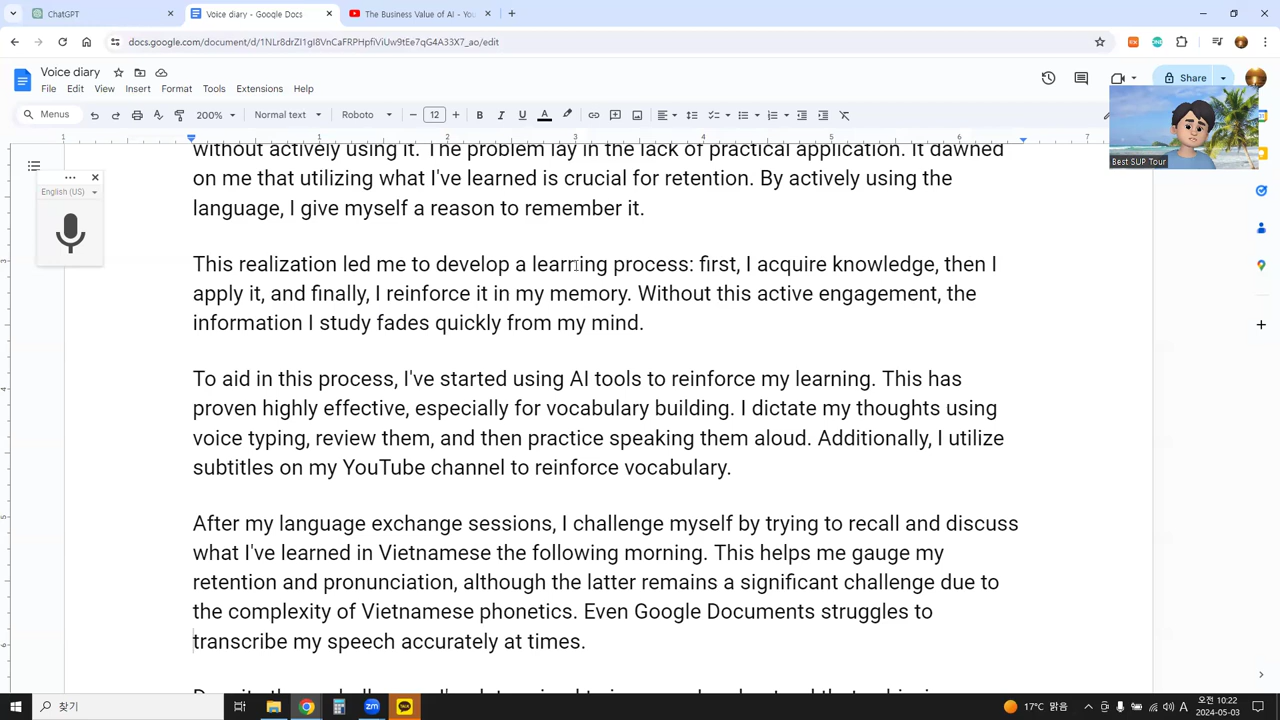 ChatGPT
Voice diary - Google Docs
The Business Value of AI - You
docs.google.com/document/d/1NLr8drZI1gI8VnCaFRPHpfiViUw9tEe7qG4A33X7_ao/edit
Voice diary
File Edit View Insert Format Tools Extensions Help
Share
Menus 200% Normal text Roboto 12
1 1 2 3 4 5 6 7
Best SUP Tour
English (US)
without actively using it. The problem lay in the lack of practical application. It dawned
on me that utilizing what I've learned is crucial for retention. By actively using the
language, I give myself a reason to remember it.
This realization led me to develop a learning process: first, I acquire knowledge, then I
apply it, and finally, I reinforce it in my memory. Without this active engagement, the
information I study fades quickly from my mind.
To aid in this process, I've started using AI tools to reinforce my learning. This has
proven highly effective, especially for vocabulary building. I dictate my thoughts using
voice typing, review them, and then practice speaking them aloud. Additionally, I utilize
subtitles on my YouTube channel to reinforce vocabulary.
After my language exchange sessions, I challenge myself by trying to recall and discuss
what I've learned in Vietnamese the following morning. This helps me gauge my
retention and pronunciation, although the latter remains a significant challenge due to
the complexity of Vietnamese phonetics. Even Google Documents struggles to
transcribe my speech accurately at times.
찾기
17°C 맑음
A
오전 10:22
2024-05-03